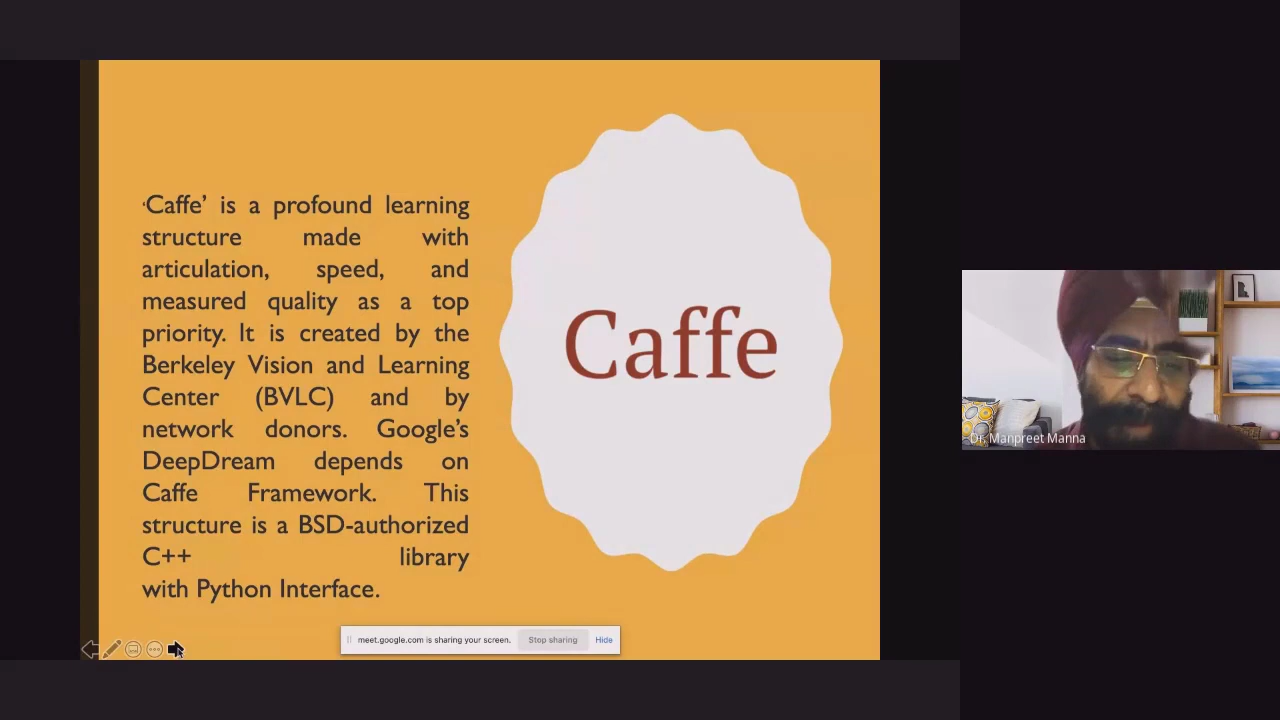 ‘Caffe’ is a profound learning
structure made with
articulation, speed, and
measured quality as a top
priority. It is created by the
Berkeley Vision and Learning
Center (BVLC) and by
network donors. Google’s
DeepDream depends on
Caffe Framework. This
structure is a BSD-authorized
C++ library
with Python Interface.
Caffe
meet.google.com is sharing your screen. Stop sharing Hide
Dr. Manpreet Manna